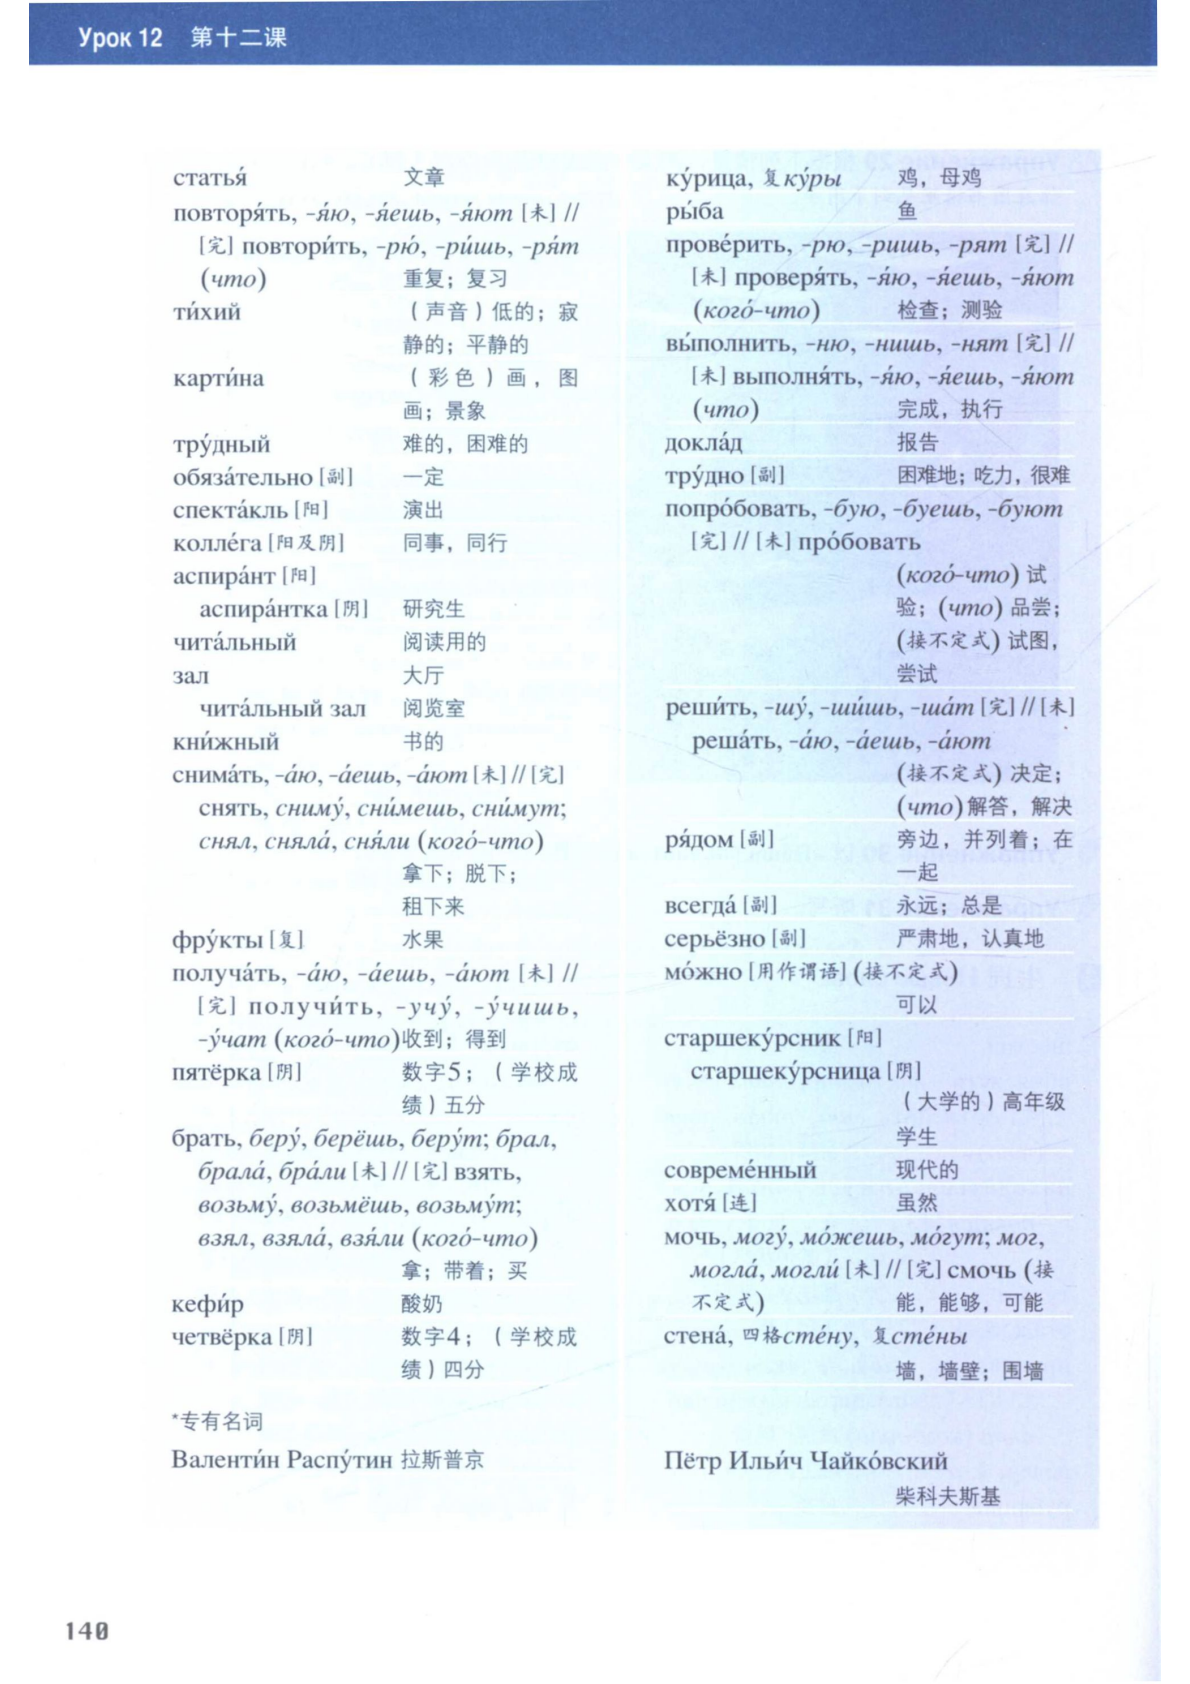 Урок 12 第十二课
статья́ 文章
повторя́ть, -я́ю, -я́ешь, -я́ют [未] //
[完] повтори́ть, -рю́, -ри́шь, -ря́т
(что) 重复；复习
ти́хий （声音）低的；寂
静的；平静的
карти́на （彩色）画，图
画；景象
тру́дный 难的，困难的
обяза́тельно [副] 一定
спекта́кль [阳] 演出
колле́га [阳及阴] 同事，同行
аспира́нт [阳]
аспира́нтка [阴] 研究生
чита́льный 阅读用的
зал 大厅
чита́льный зал 阅览室
кни́жный 书的
снима́ть, -а́ю, -а́ешь, -а́ют [未] // [完]
снять, сниму́, сни́мешь, сни́мут;
снял, сняла́, сня́ли (кого́-что)
拿下；脱下；
租下来
фру́кты [复] 水果
получа́ть, -а́ю, -а́ешь, -а́ют [未] //
[完] получи́ть, -учу́, -у́чишь,
-у́чат (кого́-что)收到；得到
пятёрка [阴] 数字5；（学校成
绩）五分
брать, беру́, берёшь, беру́т; брал,
брала́, бра́ли [未] // [完] взять,
возьму́, возьмёшь, возьму́т;
взял, взяла́, взя́ли (кого́-что)
拿；带着；买
кефи́р 酸奶
четвёрка [阴] 数字4；（学校成
绩）四分
*专有名词
Валенти́н Распу́тин 拉斯普京
ку́рица, 复ку́ры 鸡，母鸡
ры́ба 鱼
прове́рить, -рю, -ришь, -рят [完] //
[未] проверя́ть, -я́ю, -я́ешь, -я́ют
(кого́-что) 检查；测验
вы́полнить, -ню, -нишь, -нят [完] //
[未] выполня́ть, -я́ю, -я́ешь, -я́ют
(что) 完成，执行
докла́д 报告
тру́дно [副] 困难地；吃力，很难
попро́бовать, -бую, -буешь, -буют
[完] // [未] про́бовать
(кого́-что) 试
验；(что) 品尝；
(接不定式) 试图，
尝试
реши́ть, -шу́, -ши́шь, -ша́т [完] // [未]
реша́ть, -а́ю, -а́ешь, -а́ют
(接不定式) 决定；
(что) 解答，解决
ря́дом [副] 旁边，并列着；在
一起
всегда́ [副] 永远；总是
серьёзно [副] 严肃地，认真地
мо́жно [用作谓语] (接不定式)
可以
старшеку́рсник [阳]
старшеку́рсница [阴]
（大学的）高年级
学生
совреме́нный 现代的
хотя́ [连] 虽然
мочь, могу́, мо́жешь, мо́гут; мог,
могла́, могли́ [未] // [完] смочь (接
不定式) 能，能够，可能
стена́, 四格сте́ну, 复сте́ны
墙，墙壁；围墙
Пётр Ильи́ч Чайко́вский
柴科夫斯基
140